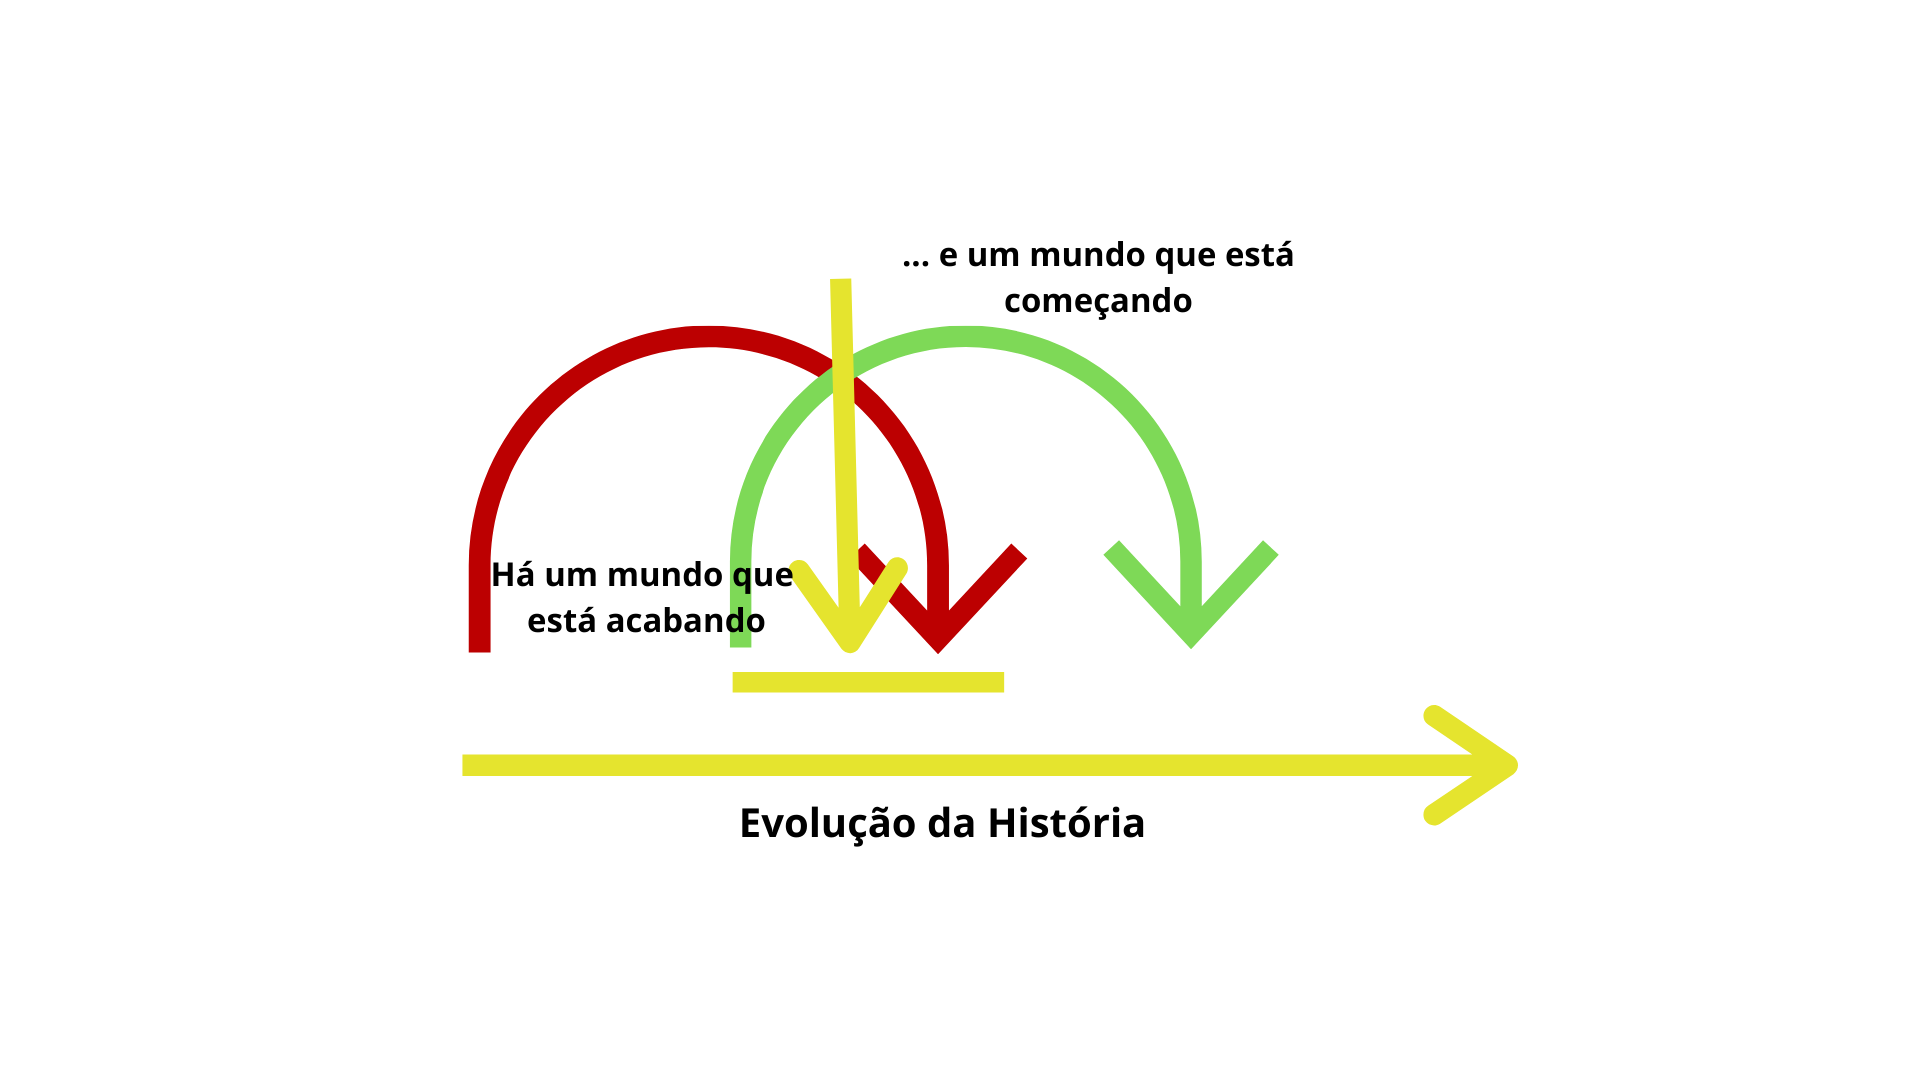 ... e um mundo que está
começando
Há um mundo que
está acabando
Evolução da História